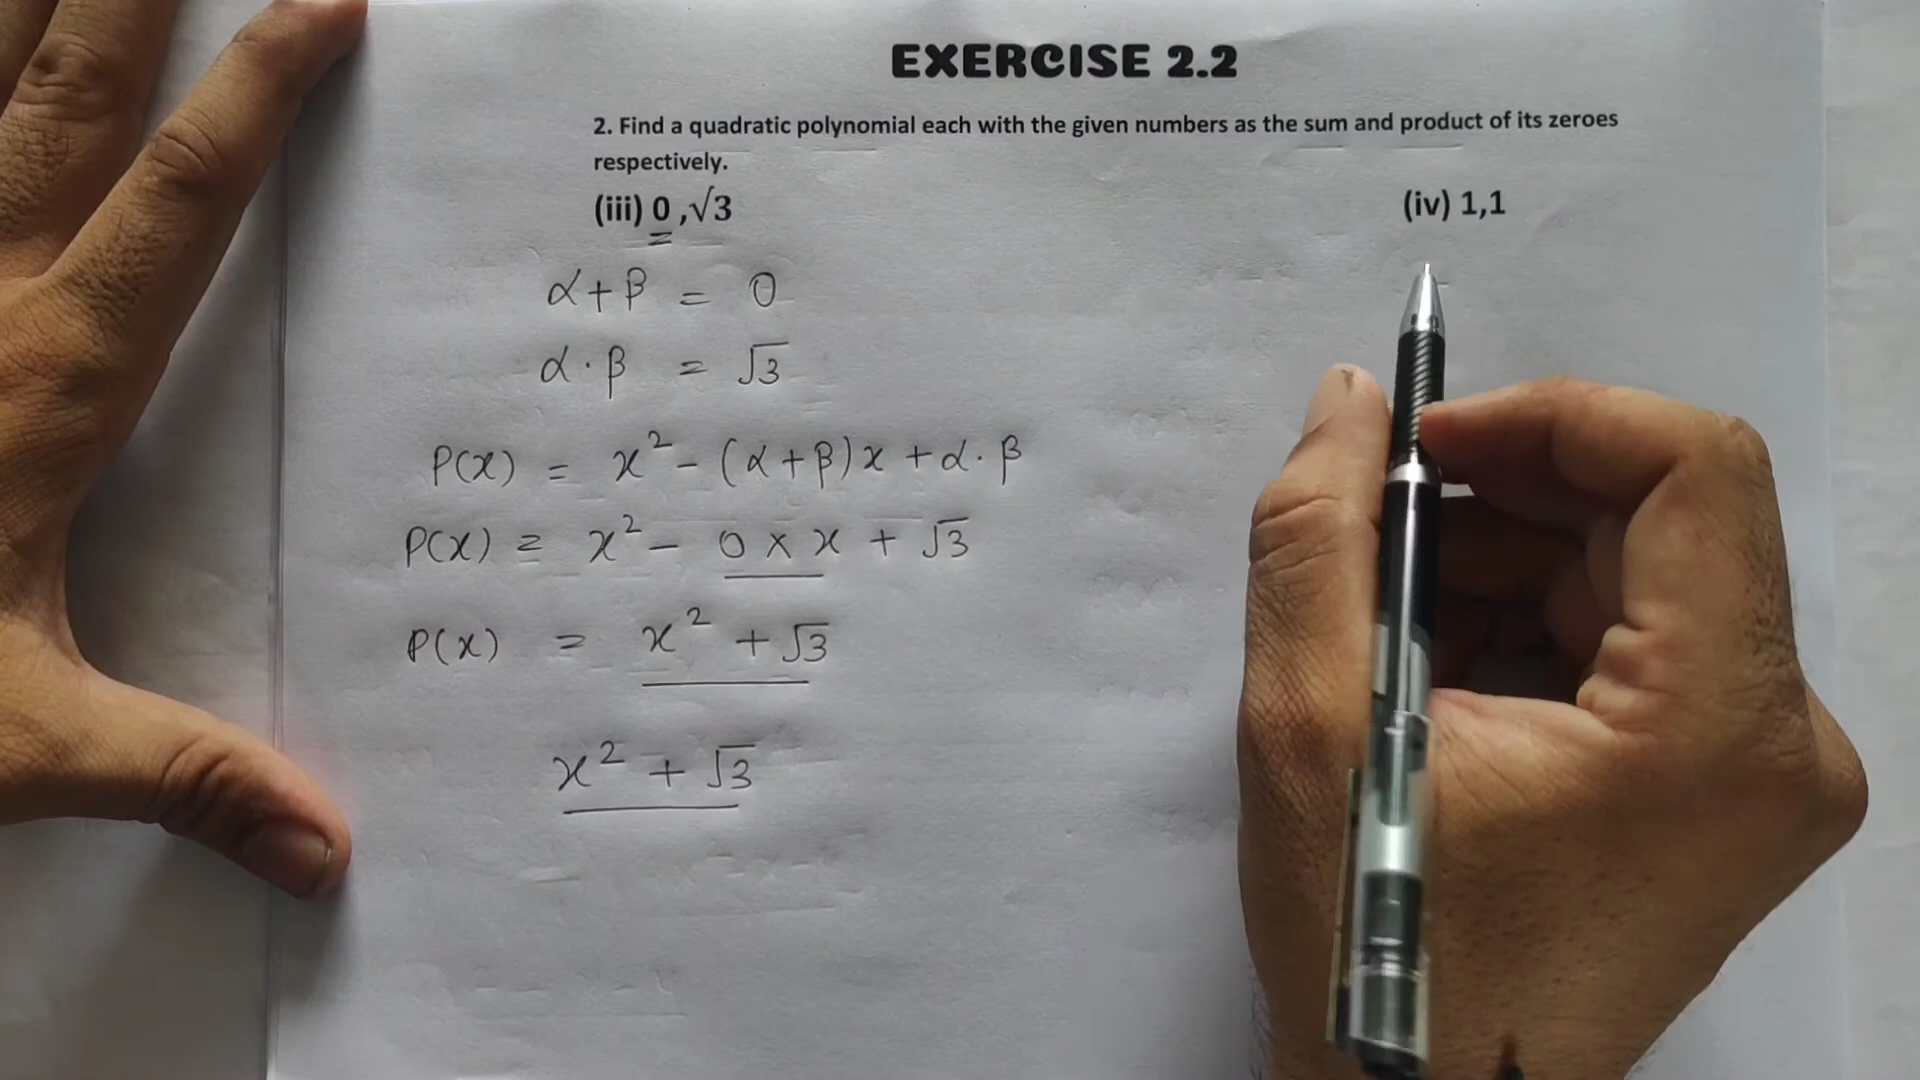 EXERCISE 2.2
2. Find a quadratic polynomial each with the given numbers as the sum and product of its zeroes
respectively.
(iii) 0 ,√3
(iv) 1,1
α+β = 0
α·β = √3
P(x) = x² - (α+β)x + α·β
P(x) = x² - 0 × x + √3
P(x) = x² + √3
x² + √3